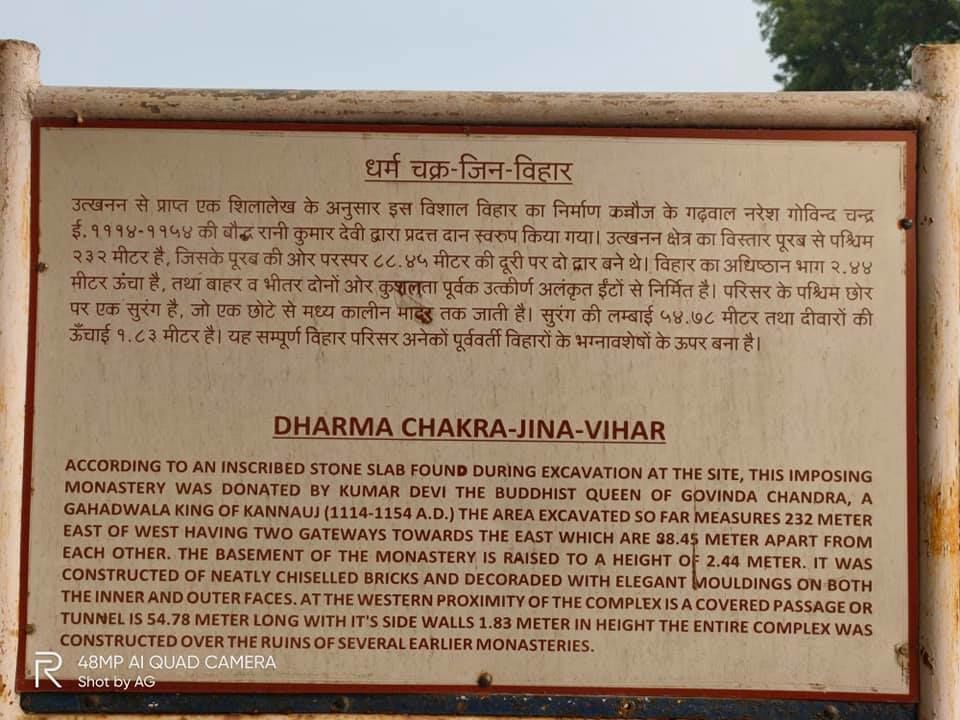 धर्म चक्र-जिन-विहार
उत्खनन से प्राप्त एक शिलालेख के अनुसार इस विशाल विहार का निर्माण कन्नौज के गढ़वाल नरेश गोविन्द चन्द्र
ई.१११४-११५४ की बौद्ध रानी कुमार देवी द्वारा प्रदत्त दान स्वरुप किया गया। उत्खनन क्षेत्र का विस्तार पूरब से पश्चिम
२३२ मीटर है, जिसके पूरब की ओर परस्पर ८८.४५ मीटर की दूरी पर दो द्वार बने थे। विहार का अधिष्ठान भाग २.४४
मीटर ऊंचा है, तथा बाहर व भीतर दोनों ओर कुशलता पूर्वक उत्कीर्ण अलंकृत ईंटों से निर्मित है। परिसर के पश्चिम छोर
पर एक सुरंग है, जो एक छोटे से मध्य कालीन तक जाती है। सुरंग की लम्बाई ५४.७८ मीटर तथा दीवारों की
ऊँचाई १.८३ मीटर है। यह सम्पूर्ण विहार परिसर अनेकों पूर्ववर्ती विहारों के भग्नावशेषों के ऊपर बना है।
DHARMA CHAKRA-JINA-VIHAR
ACCORDING TO AN INSCRIBED STONE SLAB FOUND DURING EXCAVATION AT THE SITE, THIS IMPOSING
MONASTERY WAS DONATED BY KUMAR DEVI THE BUDDHIST QUEEN OF GOVINDA CHANDRA, A
GAHADWALA KING OF KANNAUJ (1114-1154 A.D.) THE AREA EXCAVATED SO FAR MEASURES 232 METER
EAST OF WEST HAVING TWO GATEWAYS TOWARDS THE EAST WHICH ARE 88.45 METER APART FROM
EACH OTHER. THE BASEMENT OF THE MONASTERY IS RAISED TO A HEIGHT OF 2.44 METER. IT WAS
CONSTRUCTED OF NEATLY CHISELLED BRICKS AND DECORADED WITH ELEGANT MOULDINGS ON BOTH
THE INNER AND OUTER FACES. AT THE WESTERN PROXIMITY OF THE COMPLEX IS A COVERED PASSAGE OR
TUNNEL IS 54.78 METER LONG WITH IT'S SIDE WALLS 1.83 METER IN HEIGHT THE ENTIRE COMPLEX WAS
CONSTRUCTED OVER THE RUINS OF SEVERAL EARLIER MONASTERIES.
48MP AI QUAD CAMERA
Shot by AG